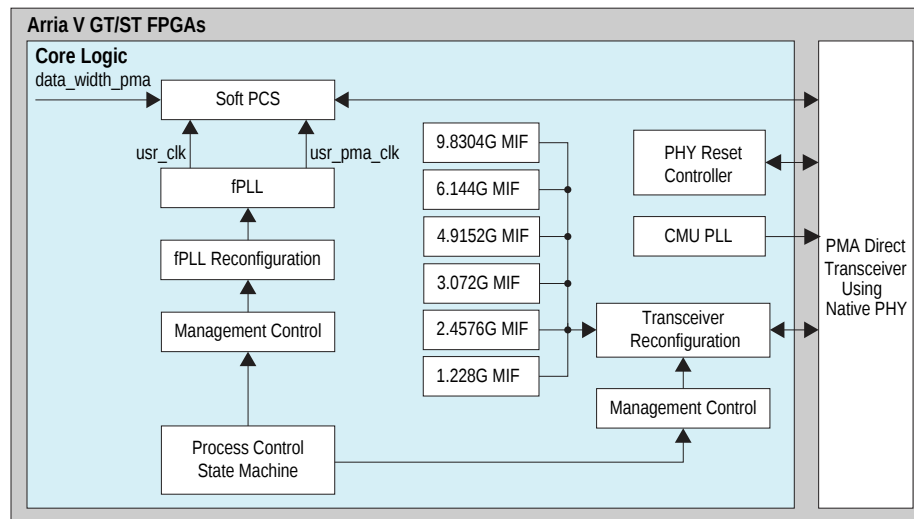 Arria V GT/ST FPGAs
Core Logic
data_width_pma
Soft PCS
usr_clk
usr_pma_clk
fPLL
fPLL Reconfiguration
Management Control
Process Control
State Machine
9.8304G MIF
6.144G MIF
4.9152G MIF
3.072G MIF
2.4576G MIF
1.228G MIF
PHY Reset
Controller
CMU PLL
Transceiver
Reconfiguration
Management Control
PMA Direct
Transceiver
Using
Native PHY